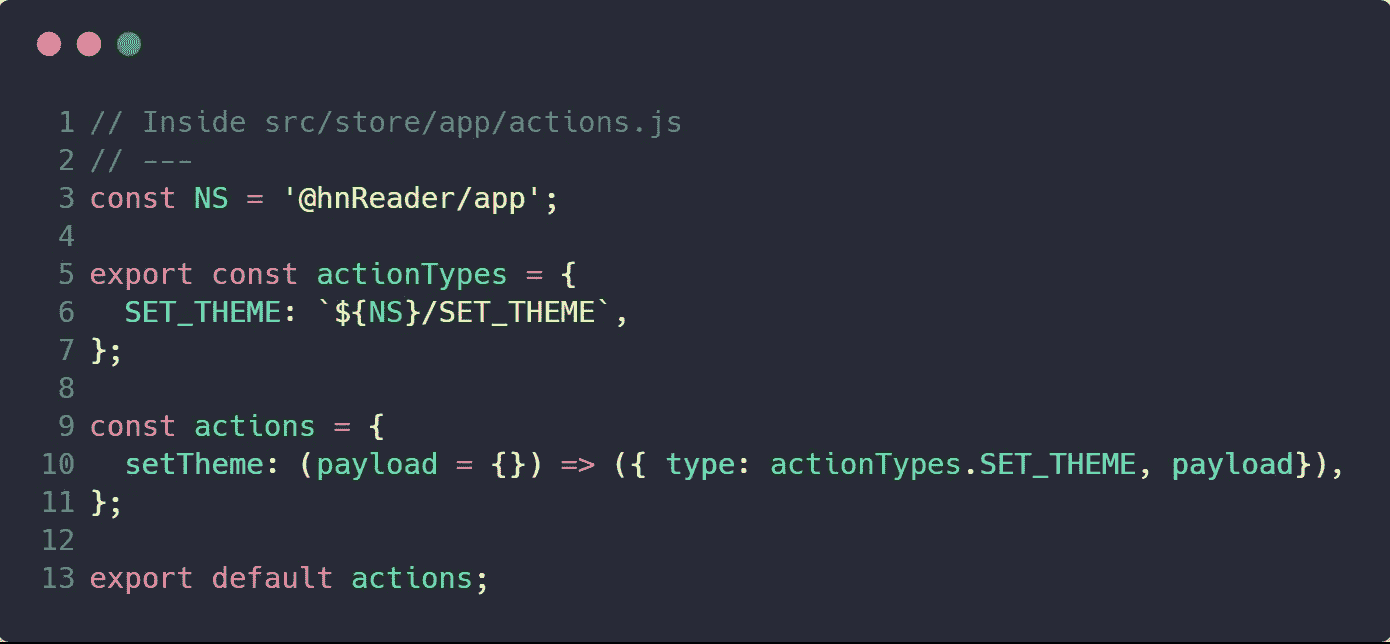 1 // Inside src/store/app/actions.js
2 // ---
3 const NS = '@hnReader/app';
4
5 export const actionTypes = {
6   SET_THEME: `${NS}/SET_THEME`,
7 };
8
9 const actions = {
10   setTheme: (payload = {}) => ({ type: actionTypes.SET_THEME, payload}),
11 };
12
13 export default actions;